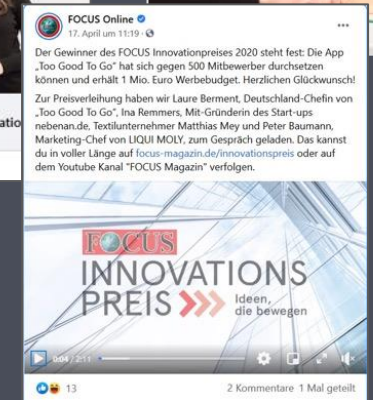 FOCUS Online
17. April um 11:19 ·
Der Gewinner des FOCUS Innovationpreises 2020 steht fest: Die App
„Too Good To Go" hat sich gegen 500 Mitbewerber durchsetzen
können und erhält 1 Mio. Euro Werbebudget. Herzlichen Glückwunsch!
Zur Preisverleihung haben wir Laure Berment, Deutschland-Chefin von
„Too Good To Go", Ina Remmers, Mit-Gründerin des Start-ups
nebenan.de, Textilunternehmer Matthias Mey und Peter Baumann,
Marketing-Chef von LIQUI MOLY, zum Gespräch geladen. Das kannst
du in voller Länge auf focus-magazin.de/innovationspreis oder auf
dem Youtube Kanal "FOCUS Magazin" verfolgen.
atio
FOCUS
INNOVATIONS
PREIS >>> Ideen,
die bewegen
0:04 / 2:11
13
2 Kommentare 1 Mal geteilt